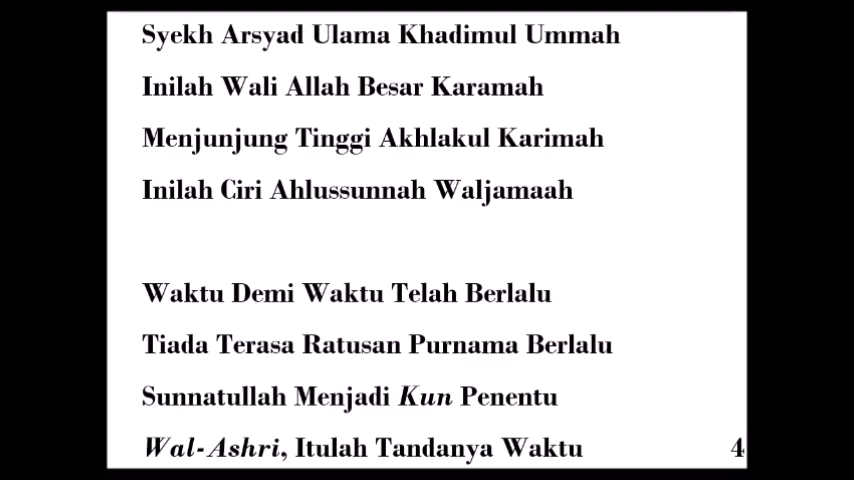 Syekh Arsyad Ulama Khadimul Ummah
Inilah Wali Allah Besar Karamah
Menjunjung Tinggi Akhlakul Karimah
Inilah Ciri Ahlussunnah Waljamaah
Waktu Demi Waktu Telah Berlalu
Tiada Terasa Ratusan Purnama Berlalu
Sunnatullah Menjadi Kun Penentu
Wal-Ashri, Itulah Tandanya Waktu
4